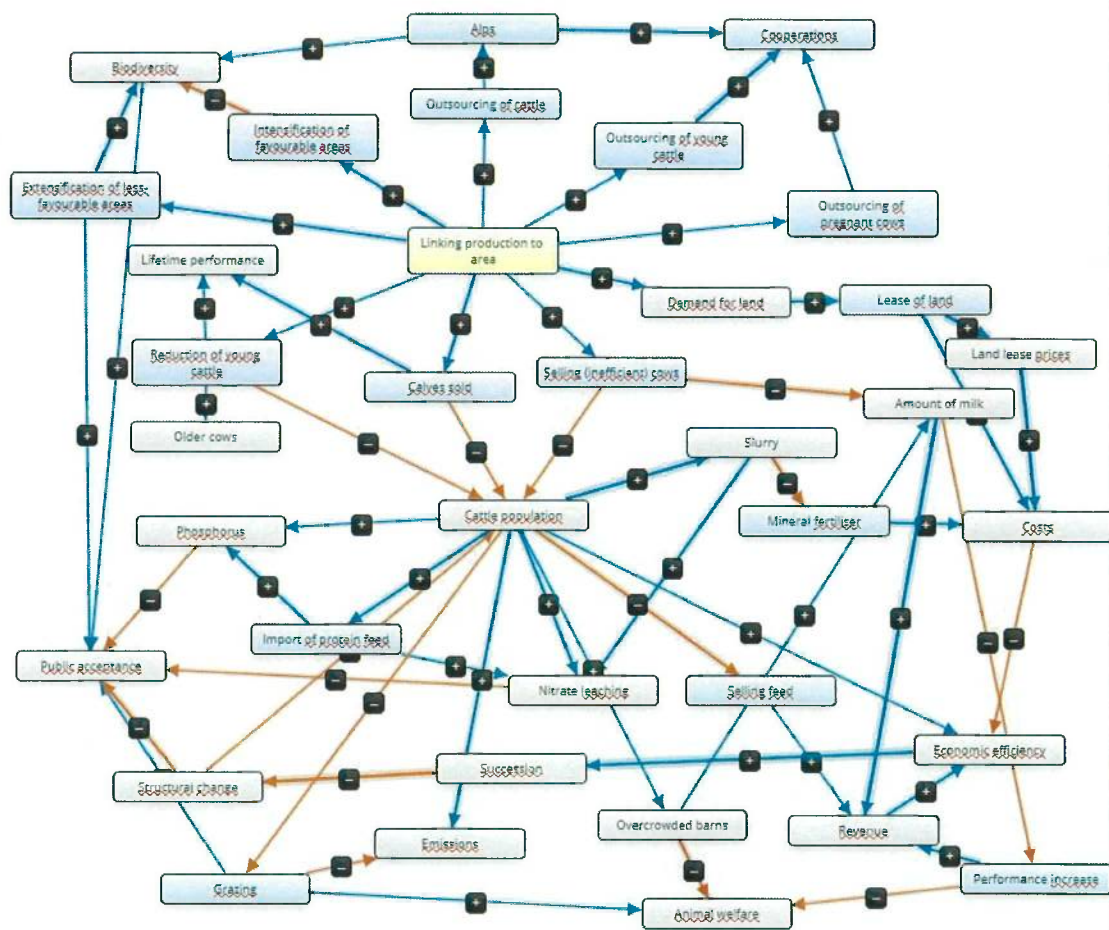 Alps
Cooperations
Biodiversity
Outsourcing of cattle
Intensification of
favourable areas
Outsourcing of young
cattle
Extensification of less-
favourable areas
Outsourcing of
pregnant cows
Linking production to
area
Lifetime performance
Demand for land
Lease of land
Reduction of young
cattle
Land lease prices
Calves sold
Selling (inefficient) cows
Amount of milk
Older cows
Slurry
Cattle population
Mineral fertiliser
Costs
Phosphorus
Import of protein feed
Public acceptance
Nitrate leaching
Selling feed
Economic efficiency
Succession
Structural change
Overcrowded barns
Revenue
Emissions
Grazing
Performance increase
Animal welfare